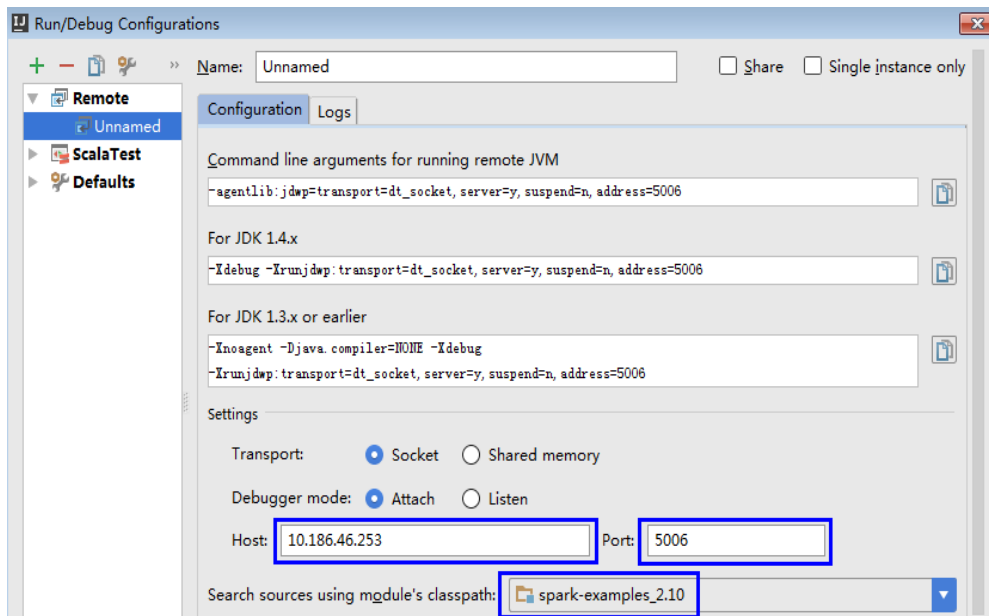 Run/Debug Configurations
Name: Unnamed Share Single instance only
Remote
Unnamed
ScalaTest
Defaults
Configuration Logs
Command line arguments for running remote JVM
-agentlib:jdwp=transport=dt_socket, server=y, suspend=n, address=5006
For JDK 1.4.x
-Xdebug -Xrunjdwp:transport=dt_socket, server=y, suspend=n, address=5006
For JDK 1.3.x or earlier
-Xnoagent -Djava.compiler=NONE -Xdebug
-Xrunjdwp:transport=dt_socket, server=y, suspend=n, address=5006
Settings
Transport: Socket Shared memory
Debugger mode: Attach Listen
Host: 10.186.46.253 Port: 5006
Search sources using module's classpath: spark-examples_2.10